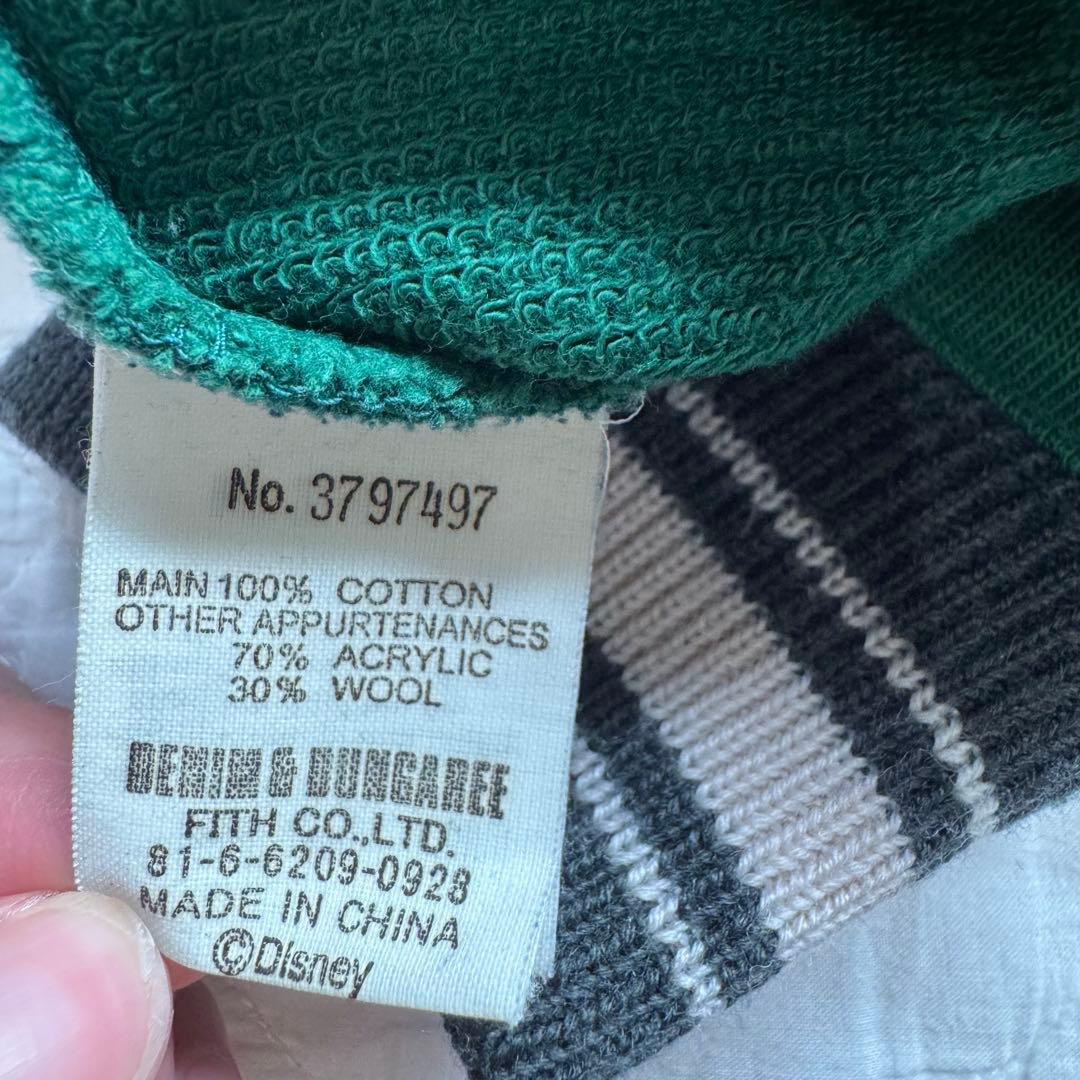 No. 3797497
MAIN 100% COTTON
OTHER APPURTENANCES
70% ACRYLIC
30% WOOL
DENIM & DUNGAREE
FITH CO.,LTD.
81-6-6209-0928
MADE IN CHINA
©Disney